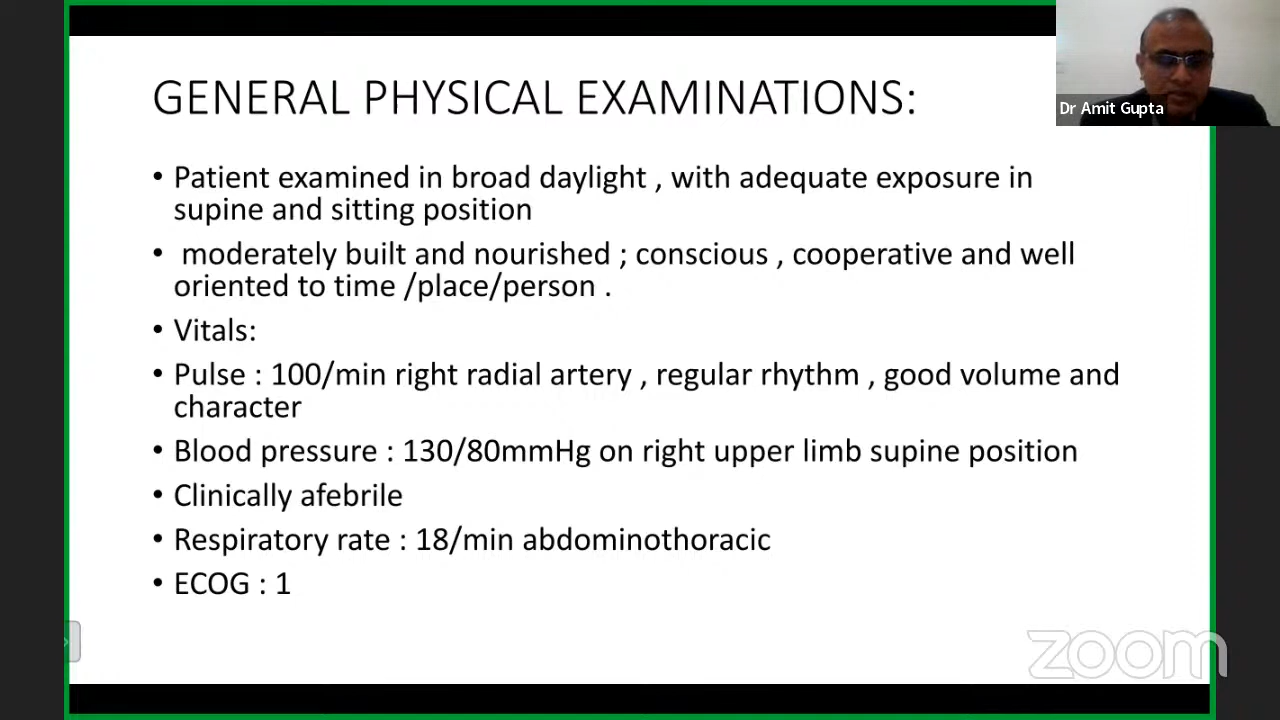 GENERAL PHYSICAL EXAMINATIONS:
Dr Amit Gupta
• Patient examined in broad daylight , with adequate exposure in
supine and sitting position
• moderately built and nourished ; conscious , cooperative and well
oriented to time /place/person .
• Vitals:
• Pulse : 100/min right radial artery , regular rhythm , good volume and
character
• Blood pressure : 130/80mmHg on right upper limb supine position
• Clinically afebrile
• Respiratory rate : 18/min abdominothoracic
• ECOG : 1
zoom